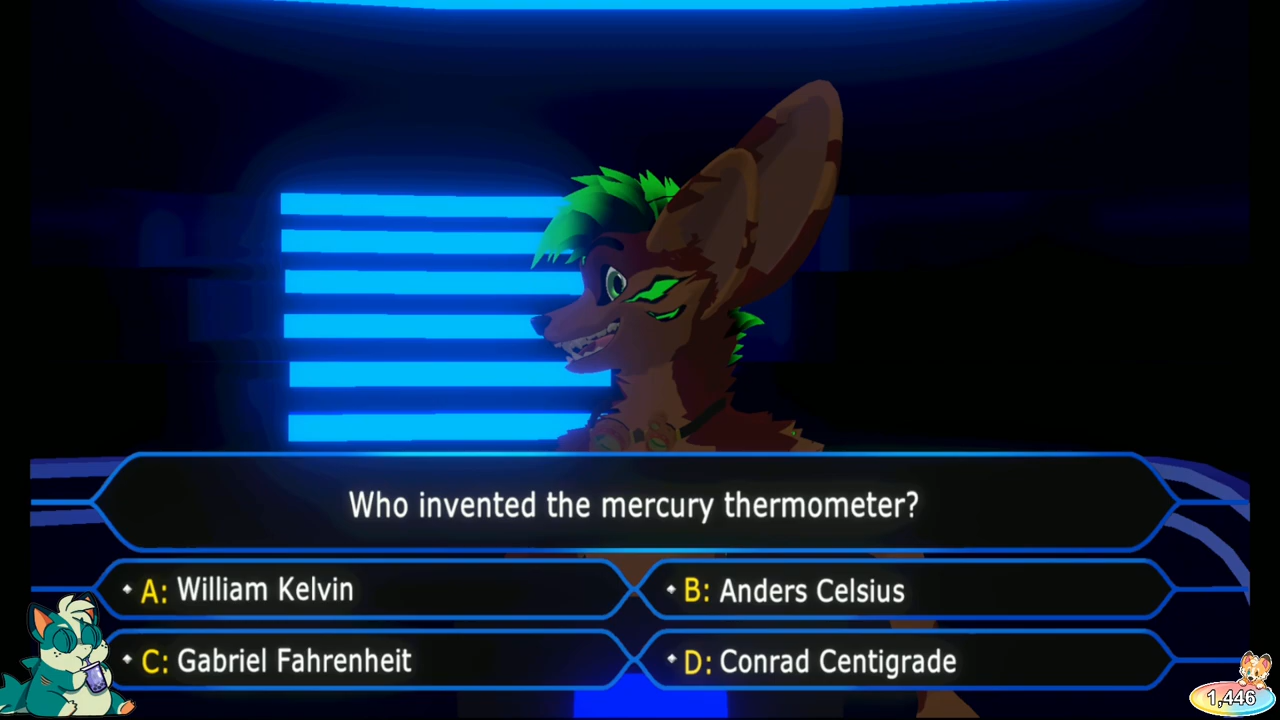 Who invented the mercury thermometer?
A: William Kelvin
B: Anders Celsius
C: Gabriel Fahrenheit
D: Conrad Centigrade
1,446